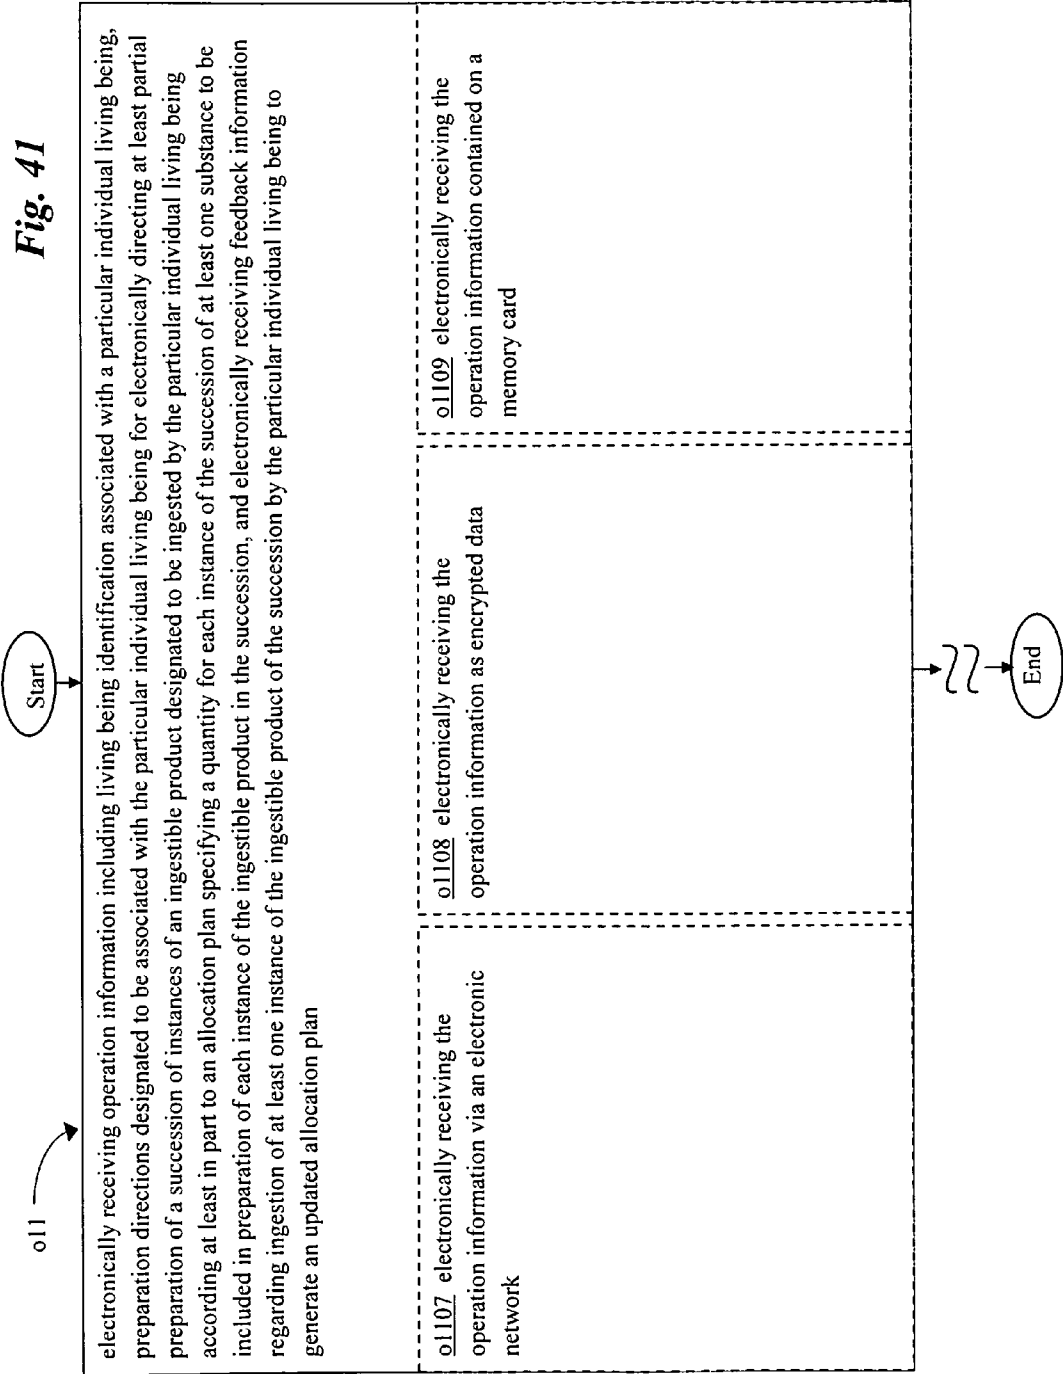 Fig. 41
Start
o11
electronically receiving operation information including living being identification associated with a particular individual living being,
preparation directions designated to be associated with the particular individual living being for electronically directing at least partial
preparation of a succession of instances of an ingestible product designated to be ingested by the particular individual living being
according at least in part to an allocation plan specifying a quantity for each instance of the succession of at least one substance to be
included in preparation of each instance of the ingestible product in the succession, and electronically receiving feedback information
regarding ingestion of at least one instance of the ingestible product of the succession by the particular individual living being to
generate an updated allocation plan
o1107 electronically receiving the
operation information via an electronic
network
o1108 electronically receiving the
operation information as encrypted data
o1109 electronically receiving the
operation information contained on a
memory card
End